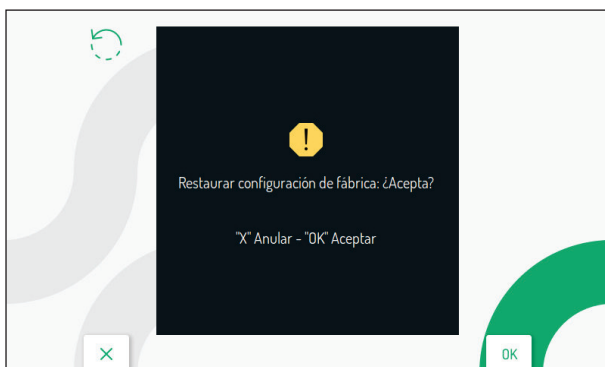 Restaurar configuración de fábrica: ¿Acepta?
"X" Anular - "OK" Aceptar
OK